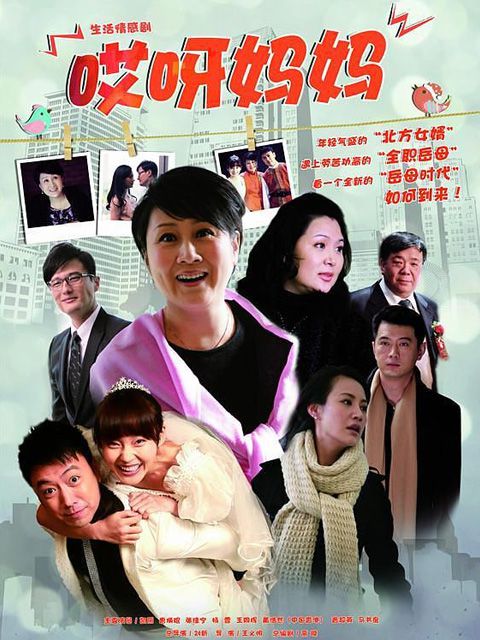 生活情感剧
哎呀妈妈
年轻气盛的“北方女婿”
遇上劳苦功高的“全职岳母”
看一个全新的“岳母时代”
如何到来!